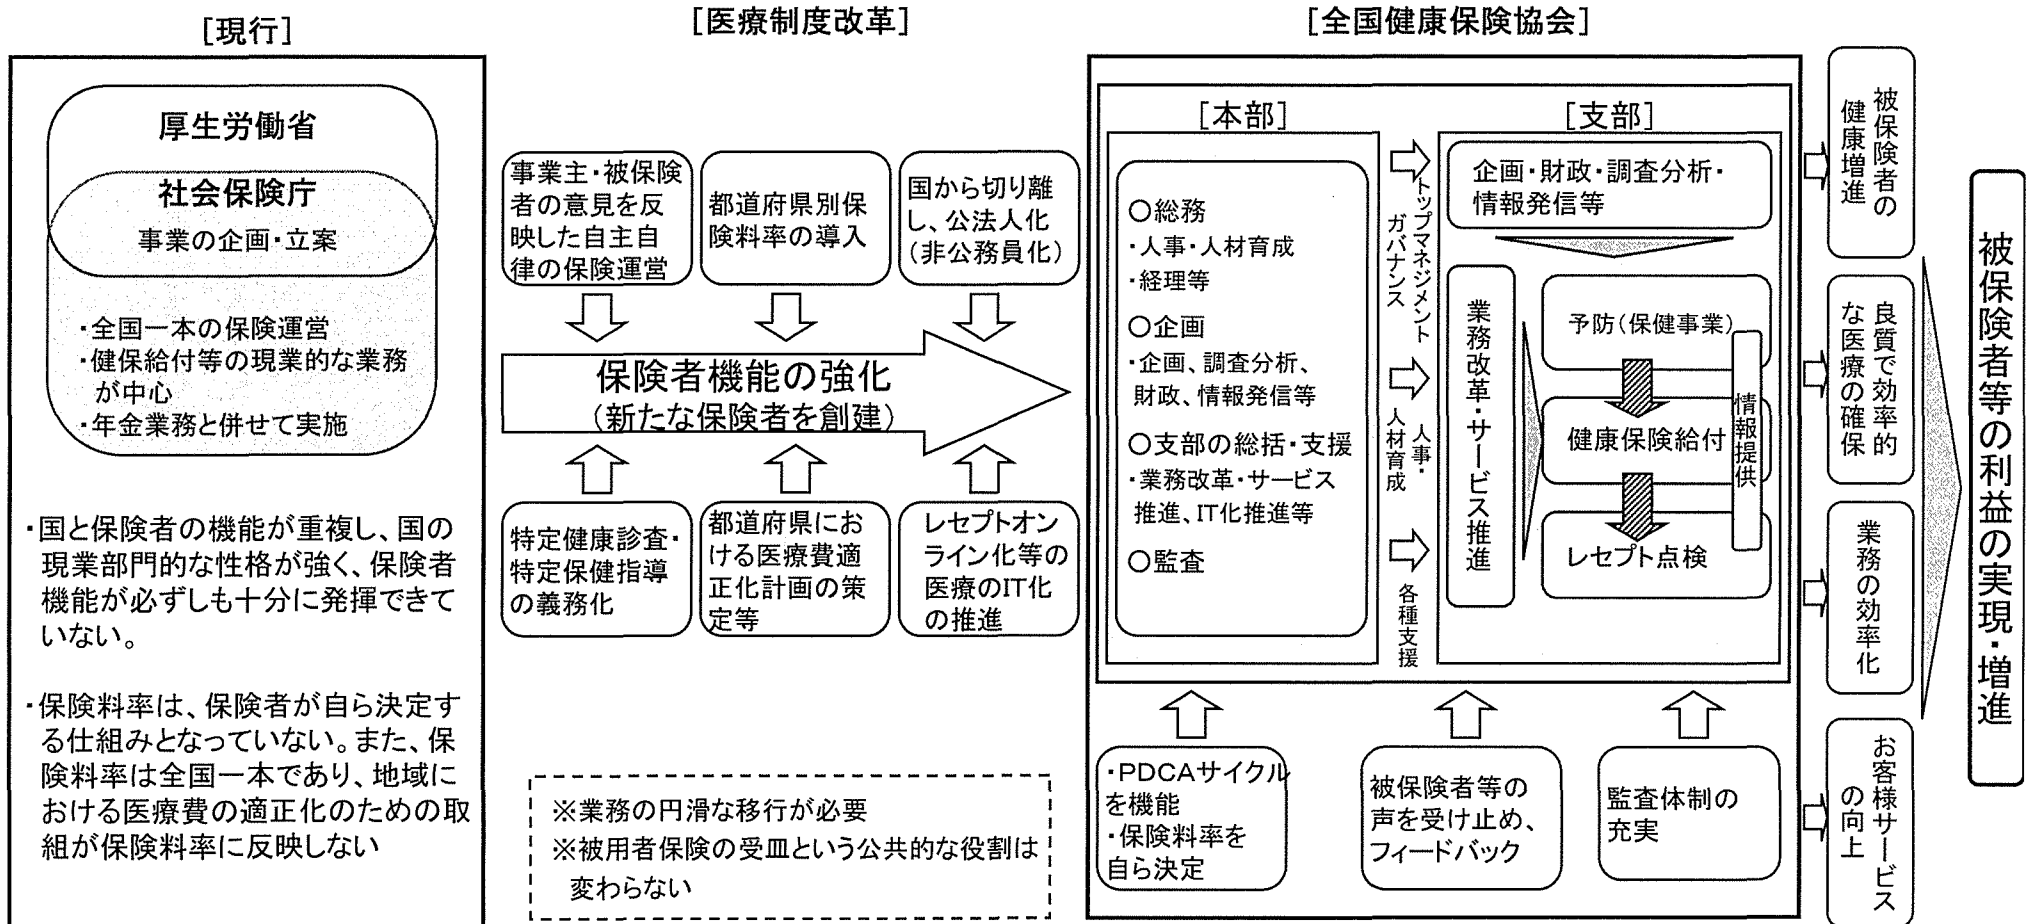 [現行]
厚生労働省
社会保険庁
事業の企画・立案
・全国一本の保険運営
・健保給付等の現業的な業務
が中心
・年金業務と併せて実施
・国と保険者の機能が重複し、国の
現業部門的な性格が強く、保険者
機能が必ずしも十分に発揮できて
いない。
・保険料率は、保険者が自ら決定す
る仕組みとなっていない。また、保
険料率は全国一本であり、地域に
おける医療費の適正化のための取
組が保険料率に反映しない
[医療制度改革]
事業主・被保険
者の意見を反
映した自主自
律の保険運営
都道府県別保
険料率の導入
国から切り離
し、公法人化
(非公務員化)
保険者機能の強化
(新たな保険者を創建)
特定健康診査・
特定保健指導
の義務化
都道府県にお
ける医療費適
正化計画の策
定等
レセプトオン
ライン化等の
医療のIT化
の推進
※業務の円滑な移行が必要
※被用者保険の受皿という公共的な役割は
変わらない
[全国健康保険協会]
[本部]
○総務
・人事・人材育成
・経理等
○企画
・企画、調査分析、
財政、情報発信等
○支部の総括・支援
・業務改革・サービス
推進、IT化推進等
○監査
トップマネジメント
ガバナンス
人事・
人材育成
各種支援
[支部]
企画・財政・調査分析・
情報発信等
業務改革・サービス推進
予防(保健事業)
健康保険給付
レセプト点検
情報提供
・PDCAサイクル
を機能
・保険料率を
自ら決定
被保険者等の
声を受け止め、
フィードバック
監査体制の
充実
被保険者の
健康増進
良質で効率的
な医療の確保
業務の効率化
お客様サービス
の向上
被保険者等の利益の実現・増進